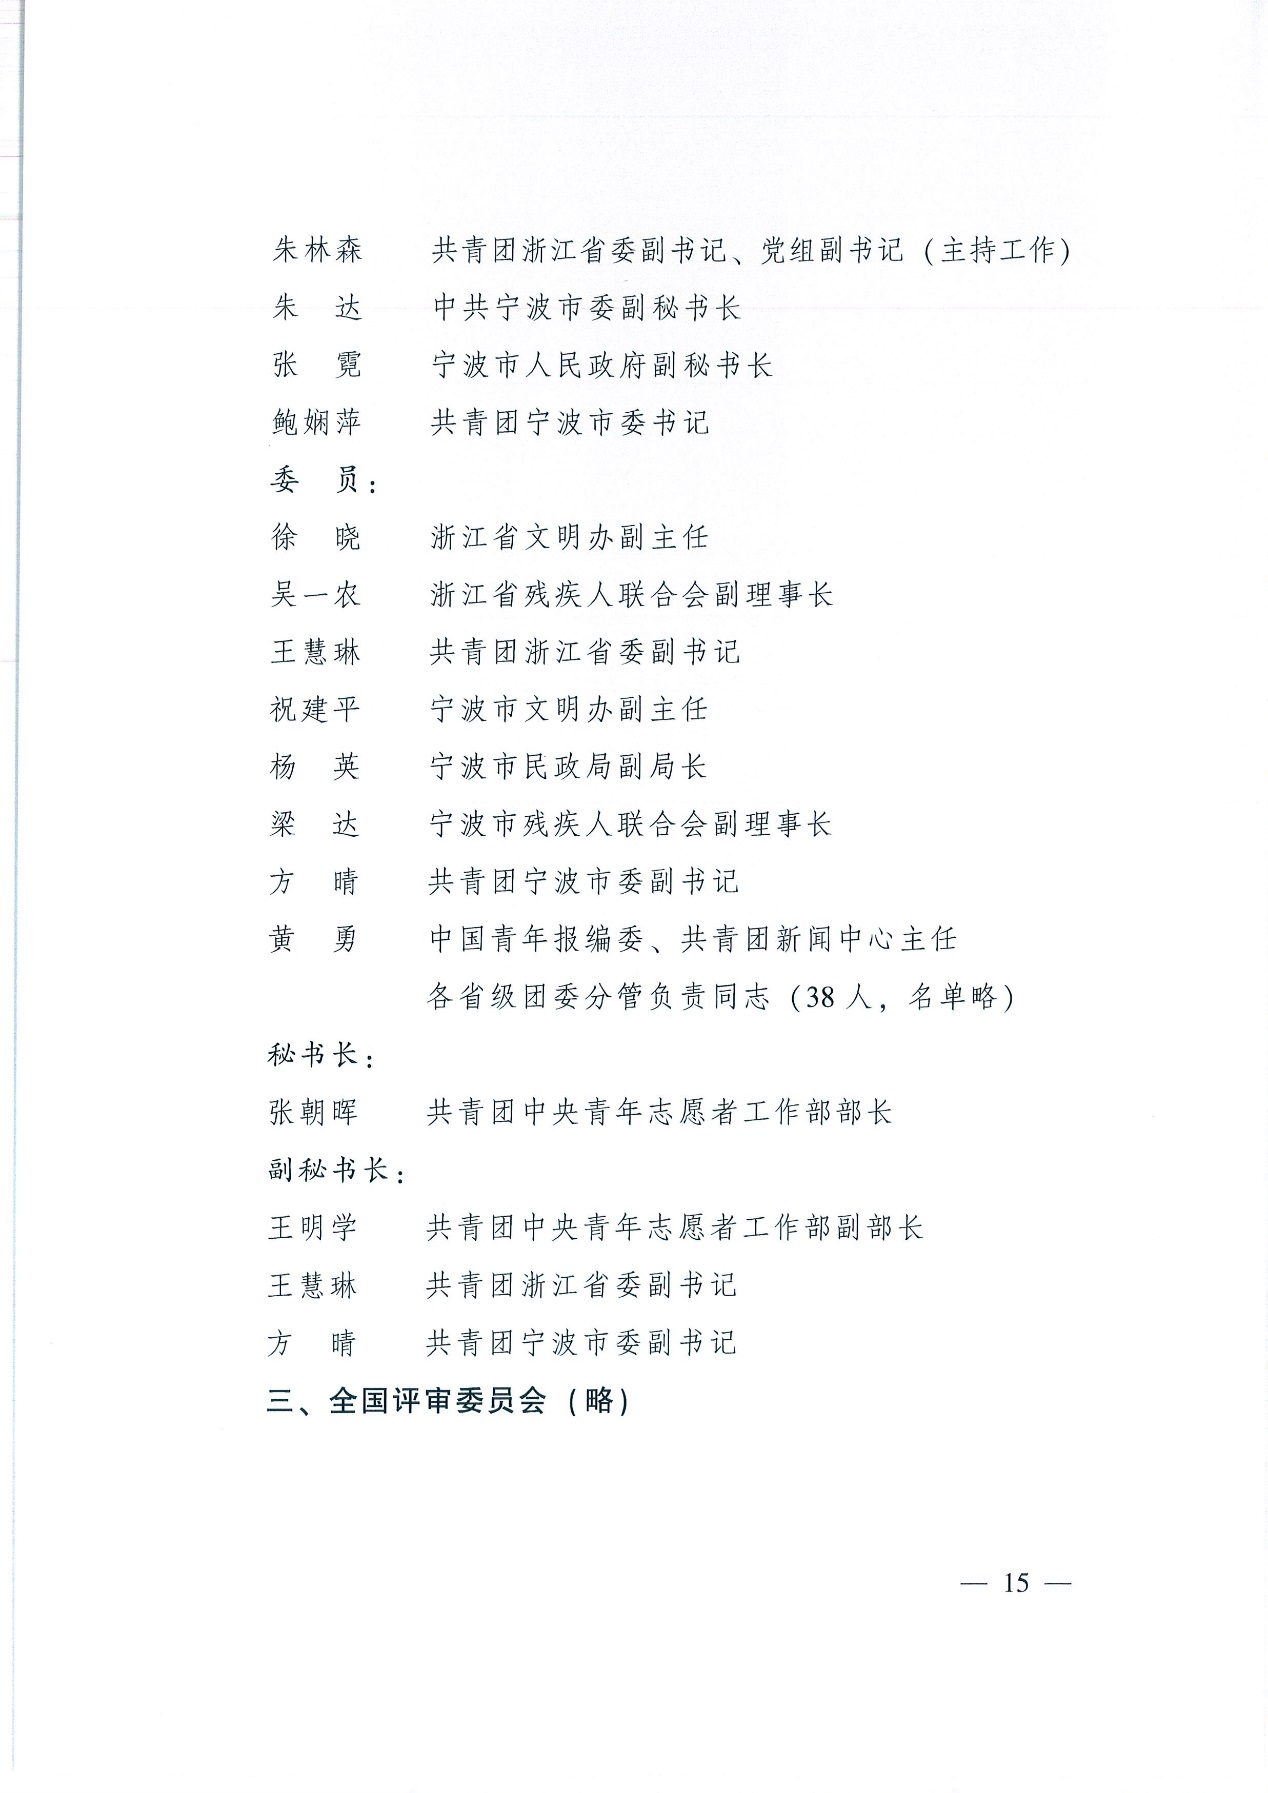 朱林森 共青团浙江省委副书记、党组副书记（主持工作）
朱 达 中共宁波市委副秘书长
张 霓 宁波市人民政府副秘书长
鲍娴萍 共青团宁波市委书记
委 员：
徐 晓 浙江省文明办副主任
吴一农 浙江省残疾人联合会副理事长
王慧琳 共青团浙江省委副书记
祝建平 宁波市文明办副主任
杨 英 宁波市民政局副局长
梁 达 宁波市残疾人联合会副理事长
方 晴 共青团宁波市委副书记
黄 勇 中国青年报编委、共青团新闻中心主任
各省级团委分管负责同志（38 人，名单略）
秘书长：
张朝晖 共青团中央青年志愿者工作部部长
副秘书长：
王明学 共青团中央青年志愿者工作部副部长
王慧琳 共青团浙江省委副书记
方 晴 共青团宁波市委副书记
三、全国评审委员会（略）
— 15 —